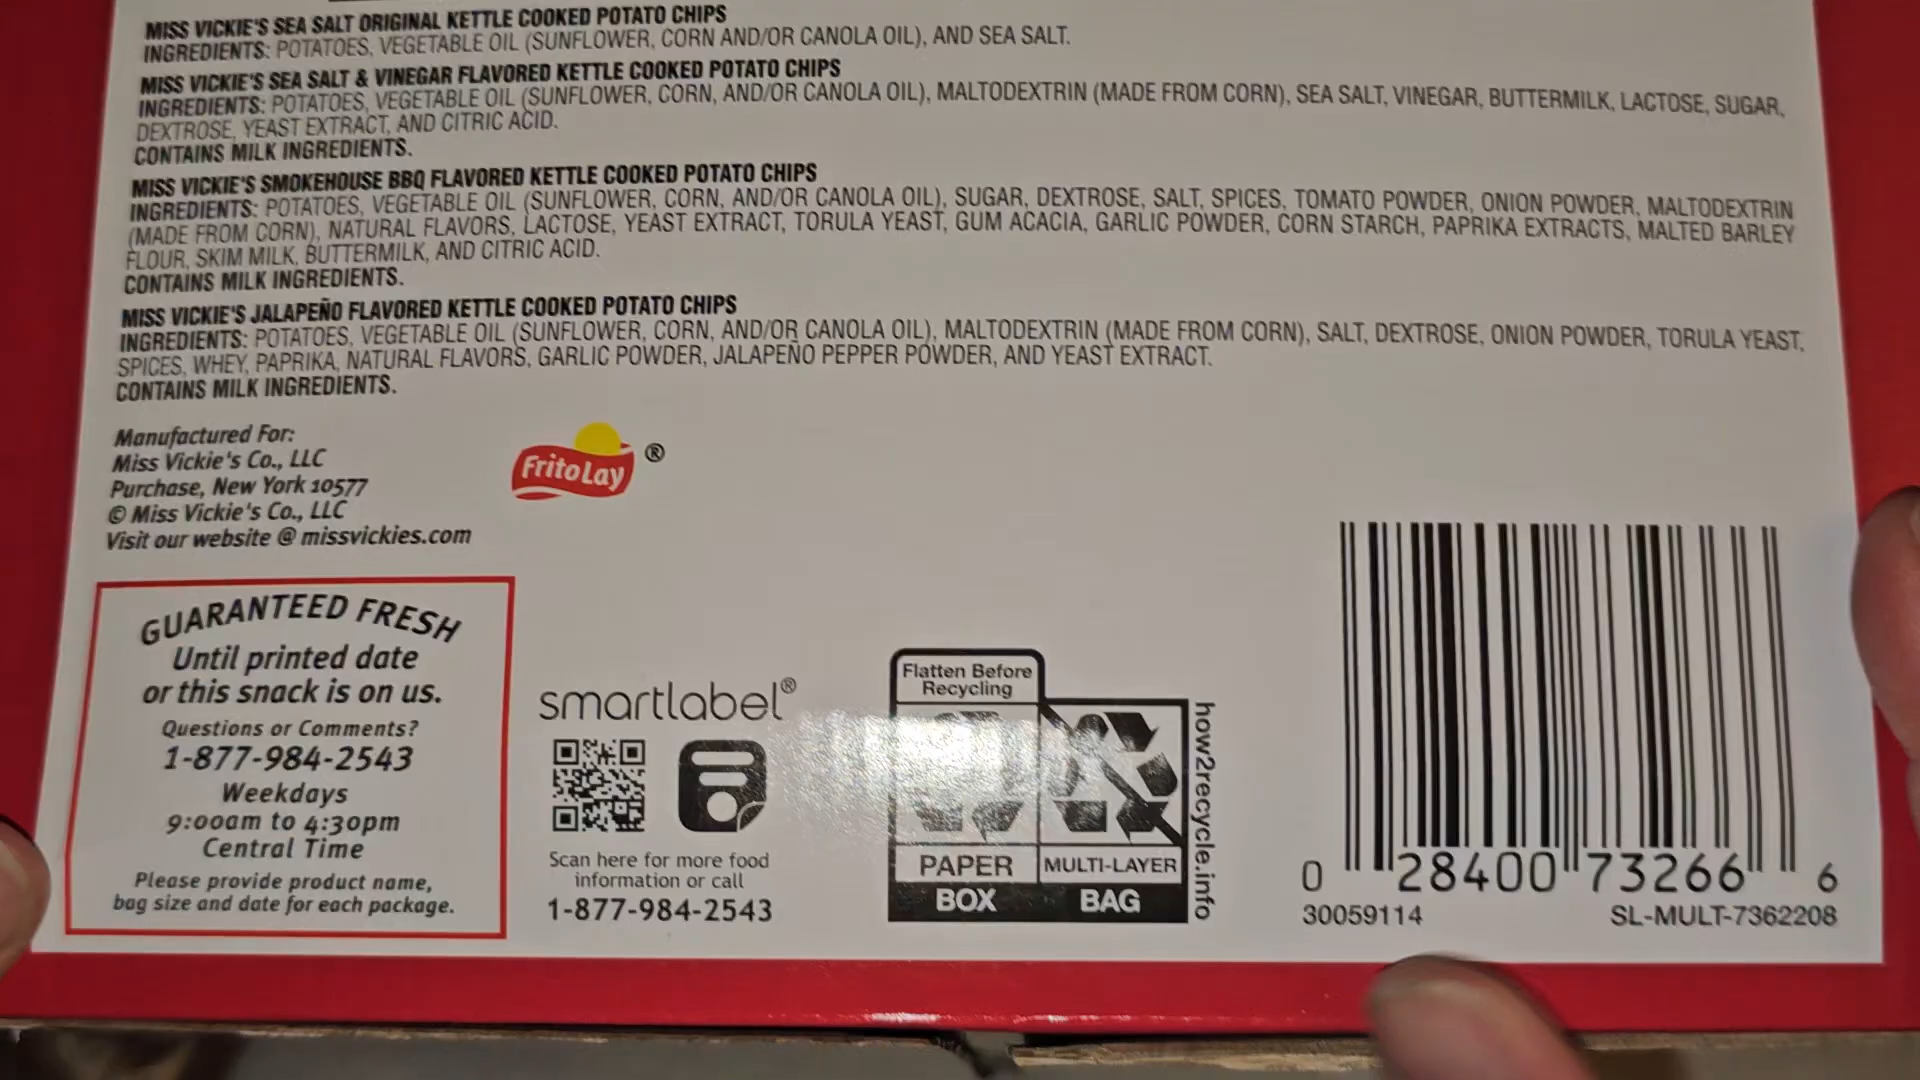 MISS VICKIE'S SEA SALT ORIGINAL KETTLE COOKED POTATO CHIPS
INGREDIENTS: POTATOES, VEGETABLE OIL (SUNFLOWER, CORN AND/OR CANOLA OIL), AND SEA SALT.
MISS VICKIE'S SEA SALT & VINEGAR FLAVORED KETTLE COOKED POTATO CHIPS
INGREDIENTS: POTATOES, VEGETABLE OIL (SUNFLOWER, CORN, AND/OR CANOLA OIL), MALTODEXTRIN (MADE FROM CORN), SEA SALT, VINEGAR, BUTTERMILK, LACTOSE, SUGAR,
DEXTROSE, YEAST EXTRACT, AND CITRIC ACID.
CONTAINS MILK INGREDIENTS.
MISS VICKIE'S SMOKEHOUSE BBQ FLAVORED KETTLE COOKED POTATO CHIPS
INGREDIENTS: POTATOES, VEGETABLE OIL (SUNFLOWER, CORN, AND/OR CANOLA OIL), SUGAR, DEXTROSE, SALT, SPICES, TOMATO POWDER, ONION POWDER, MALTODEXTRIN
(MADE FROM CORN), NATURAL FLAVORS, LACTOSE, YEAST EXTRACT, TORULA YEAST, GUM ACACIA, GARLIC POWDER, CORN STARCH, PAPRIKA EXTRACTS, MALTED BARLEY
FLOUR, SKIM MILK, BUTTERMILK, AND CITRIC ACID.
CONTAINS MILK INGREDIENTS.
MISS VICKIE'S JALAPEÑO FLAVORED KETTLE COOKED POTATO CHIPS
INGREDIENTS: POTATOES, VEGETABLE OIL (SUNFLOWER, CORN, AND/OR CANOLA OIL), MALTODEXTRIN (MADE FROM CORN), SALT, DEXTROSE, ONION POWDER, TORULA YEAST,
SPICES, WHEY, PAPRIKA, NATURAL FLAVORS, GARLIC POWDER, JALAPEÑO PEPPER POWDER, AND YEAST EXTRACT.
CONTAINS MILK INGREDIENTS.
Manufactured For:
Miss Vickie's Co., LLC
Purchase, New York 10577
© Miss Vickie's Co., LLC
Visit our website @ missvickies.com
FritoLay ®
GUARANTEED FRESH
Until printed date
or this snack is on us.
Questions or Comments?
1-877-984-2543
Weekdays
9:00am to 4:30pm
Central Time
Please provide product name,
bag size and date for each package.
smartlabel®
Scan here for more food
information or call
1-877-984-2543
Flatten Before
Recycling
PAPER
BOX
MULTI-LAYER
BAG
how2recycle.info
0 28400 73266 6
30059114
SL-MULT-7362208